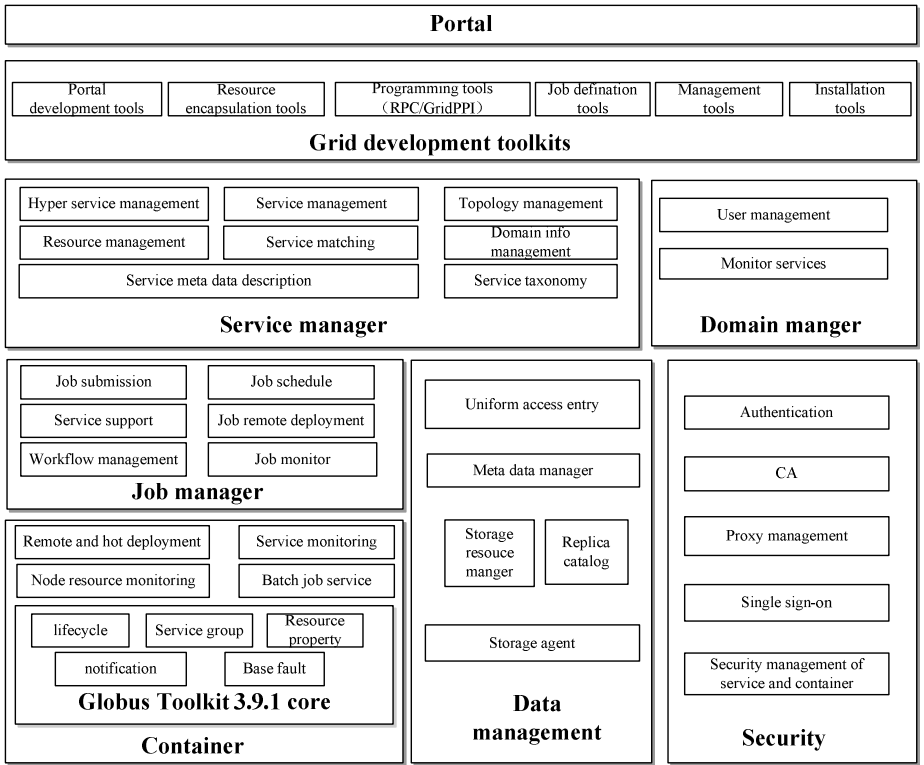 Portal
Portal
development tools
Resource
encapsulation tools
Programming tools
（RPC/GridPPI）
Job defination
tools
Management
tools
Installation
tools
Grid development toolkits
Hyper service management
Service management
Topology management
Resource management
Service matching
Domain info
management
Service meta data description
Service taxonomy
Service manager
User management
Monitor services
Domain manger
Job submission
Job schedule
Service support
Job remote deployment
Workflow management
Job monitor
Job manager
Remote and hot deployment
Service monitoring
Node resource monitoring
Batch job service
lifecycle
Service group
Resource
property
notification
Base fault
Globus Toolkit 3.9.1 core
Container
Uniform access entry
Meta data manager
Storage
resouce
manger
Replica
catalog
Storage agent
Data
management
Authentication
CA
Proxy management
Single sign-on
Security management of
service and container
Security